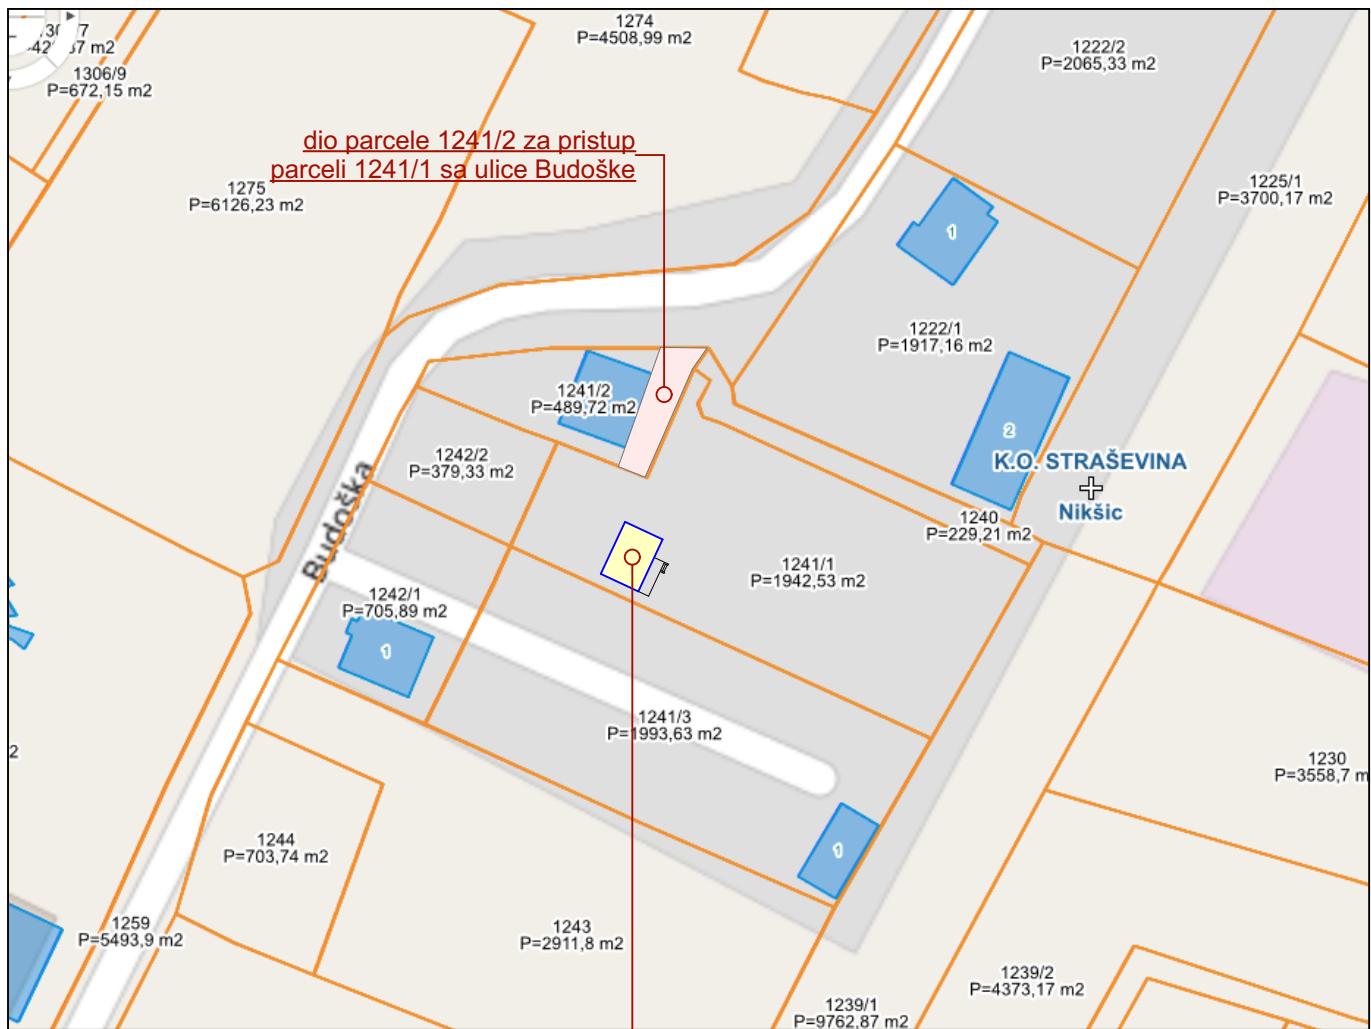 1274
P=4508,99 m2
1222/2
P=2065,33 m2
1306/9
P=672,15 m2
dio parcele 1241/2 za pristup
parceli 1241/1 sa ulice Budoške
1275
P=6126,23 m2
1225/1
P=3700,17 m2
1
1222/1
P=1917,16 m2
1241/2
P=489,72 m2
2
1242/2
P=379,33 m2
K.O. STRAŠEVINA
Nikšic
1240
P=229,21 m2
Budoška
1241/1
P=1942,53 m2
1242/1
P=705,89 m2
1
1241/3
P=1993,63 m2
2
1230
P=3558,7 m
1244
P=703,74 m2
1
1259
P=5493,9 m2
1243
P=2911,8 m2
1239/2
P=4373,17 m2
1239/1
P=9762,87 m2